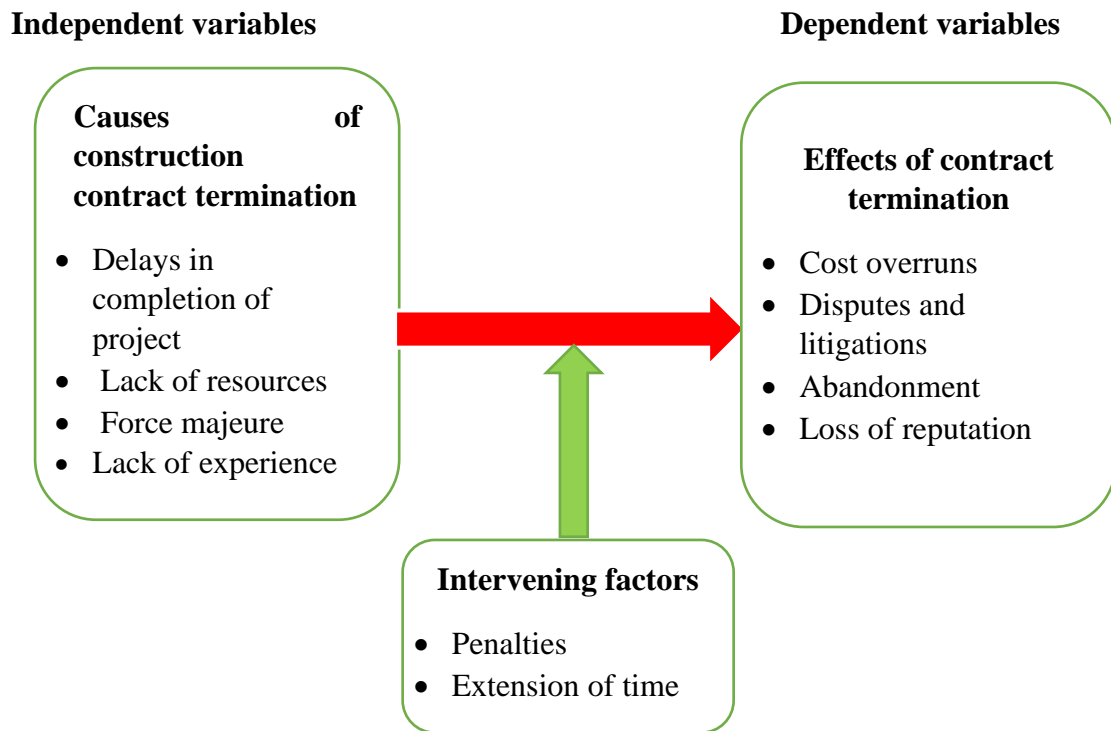 Independent variables
Dependent variables
Causes of
construction
contract termination
• Delays in
completion of
project
• Lack of resources
• Force majeure
• Lack of experience
Effects of contract
termination
• Cost overruns
• Disputes and
litigations
• Abandonment
• Loss of reputation
Intervening factors
• Penalties
• Extension of time